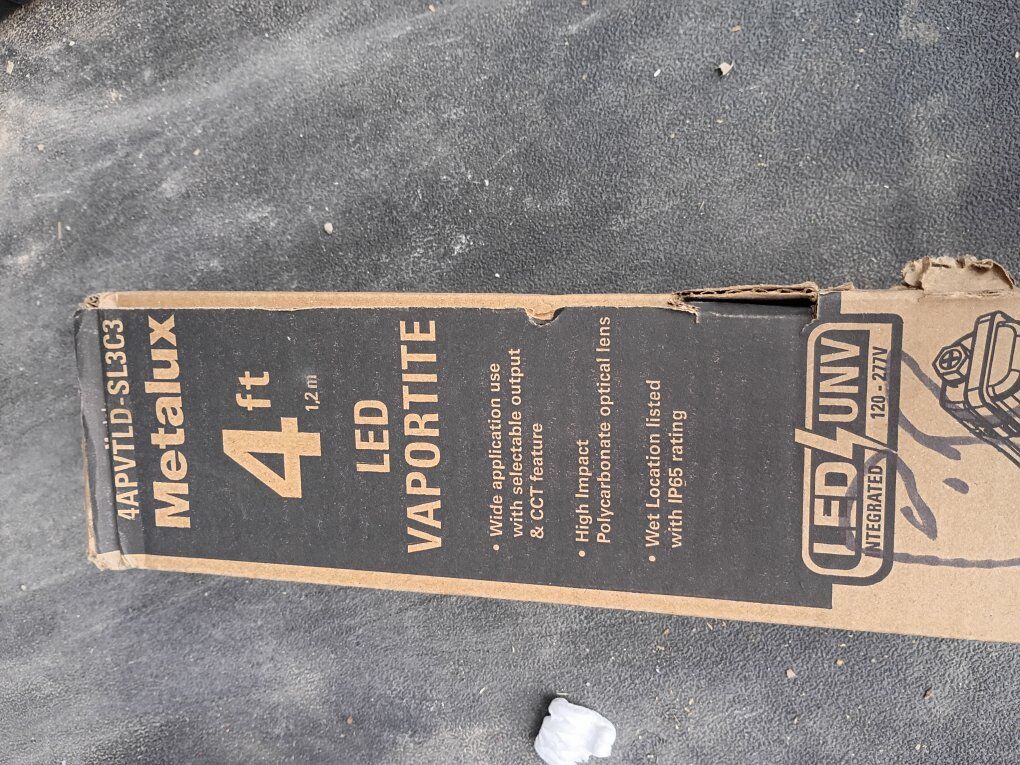 4APVTLD-SL3C3
Metalux
4 ft
1,2 m
LED
VAPORTITE
• Wide application use
with selectable output
& CCT feature
• High Impact
Polycarbonate optical lens
• Wet Location listed
with IP65 rating
LED UNV
INTEGRATED 120 - 277V